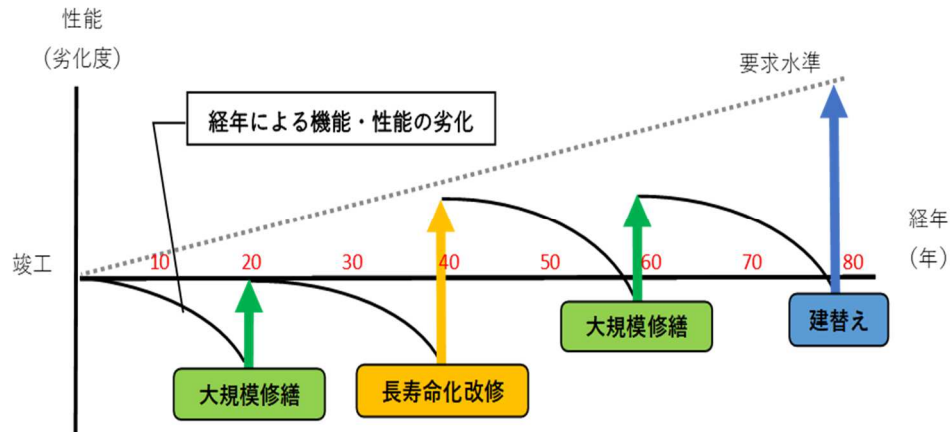 性能
(劣化度)
要求水準
経年による機能・性能の劣化
竣工
10
20
30
40
50
60
70
80
経年
(年)
大規模修繕
長寿命化改修
大規模修繕
建替え